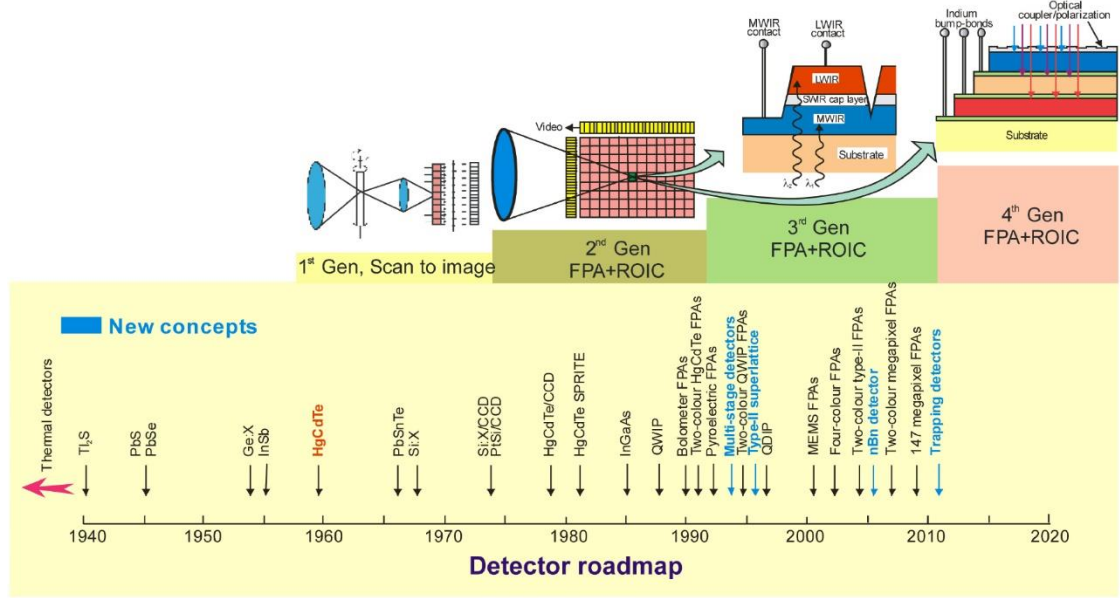 Indium
bump-bonds
Optical
coupler/polarization
MWIR
contact
LWIR
contact
LWIR
SWIR cap layer
MWIR
Substrate
λ₂
λ₁
Substrate
Video
1st Gen, Scan to image
2nd Gen
FPA+ROIC
3rd Gen
FPA+ROIC
4th Gen
FPA+ROIC
New concepts
Thermal detectors
Tl₂S
PbS
PbSe
Ge:X
InSb
HgCdTe
PbSnTe
Si:X
Si:X/CCD
PtSi/CCD
HgCdTe/CCD
HgCdTe SPRITE
InGaAs
QWIP
Bolometer FPAs
Two-colour HgCdTe FPAs
Pyroelectric FPAs
Multi-stage detectors
Two-colour QWIP FPAs
Type-II superlattice
QDIP
MEMS FPAs
Four-colour FPAs
Two-colour type-II FPAs
nBn detector
Two-colour megapixel FPAs
147 megapixel FPAs
Trapping detectors
1940 1950 1960 1970 1980 1990 2000 2010 2020
Detector roadmap